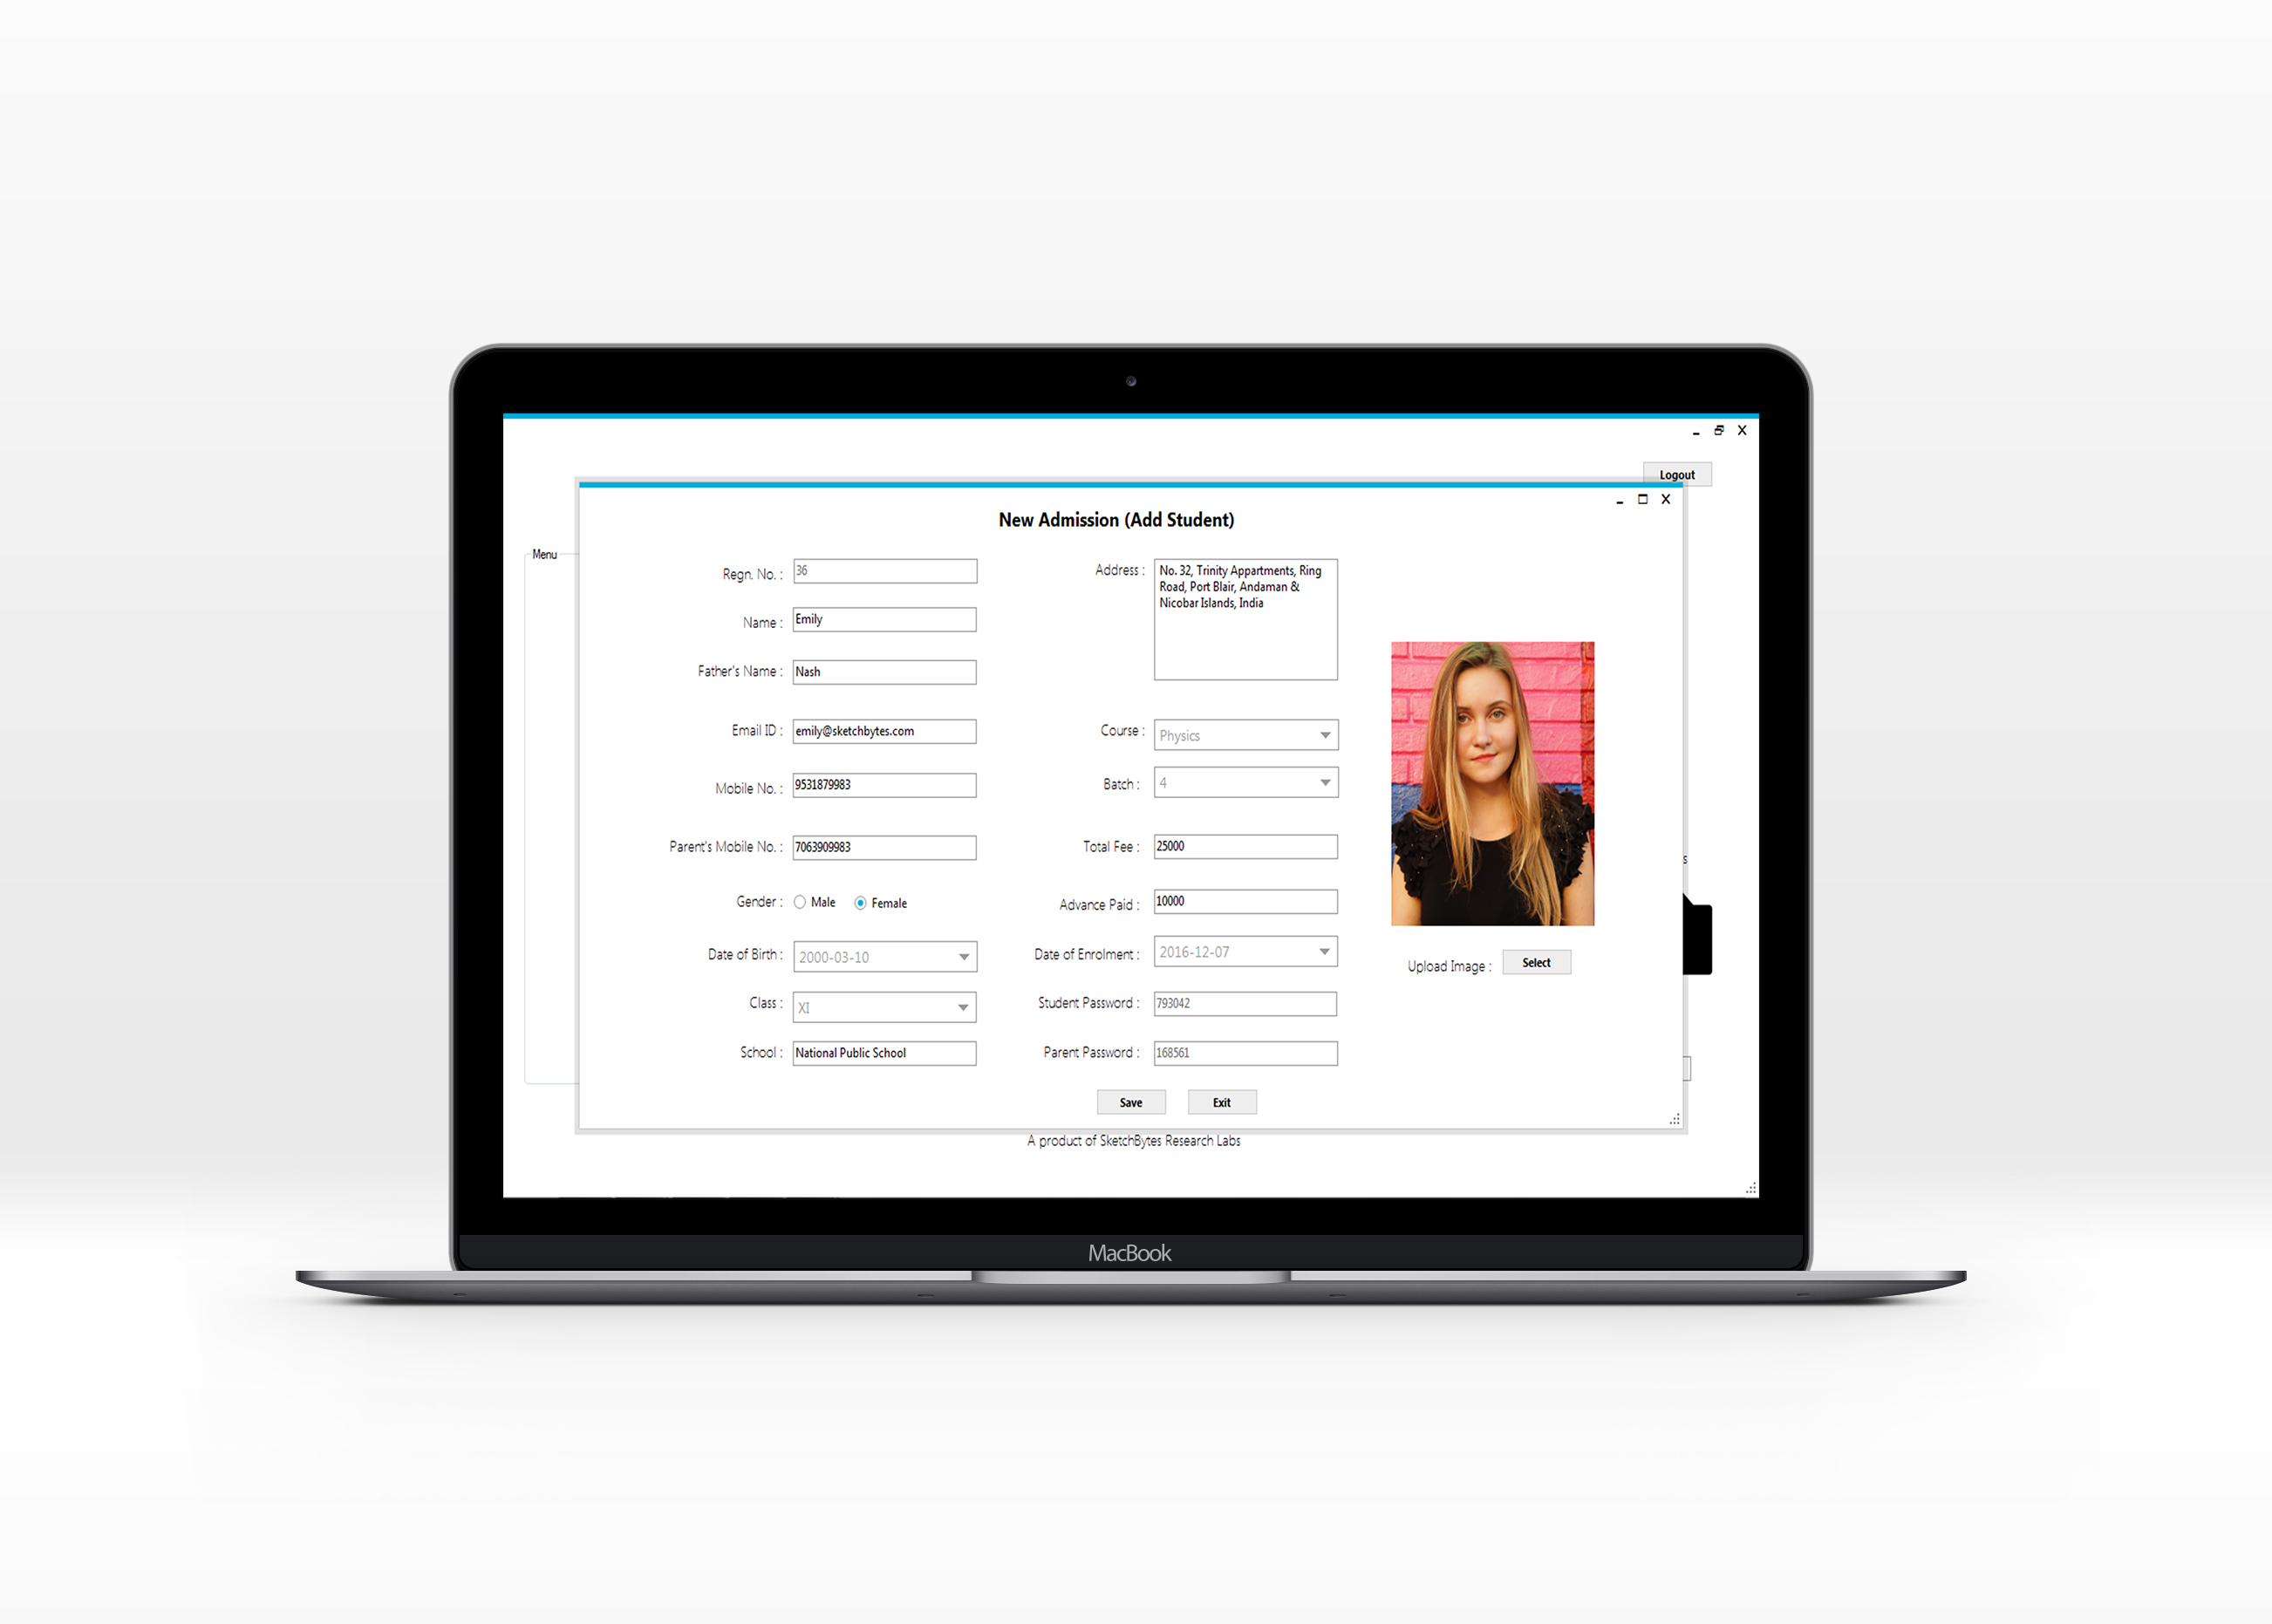 Logout
New Admission (Add Student)
Menu
Regn. No. : 36
Name : Emily
Father's Name : Nash
Email ID : emily@sketchbytes.com
Mobile No. : 9531879983
Parent's Mobile No. : 7063909983
Gender : Male Female
Date of Birth : 2000-03-10
Class : XI
School : National Public School
Address : No. 32, Trinity Appartments, Ring
Road, Port Blair, Andaman &
Nicobar Islands, India
Course : Physics
Batch : 4
Total Fee : 25000
Advance Paid : 10000
Date of Enrolment : 2016-12-07
Student Password : 793042
Parent Password : 168561
Upload Image : Select
s
Save Exit
A product of SketchBytes Research Labs
MacBook